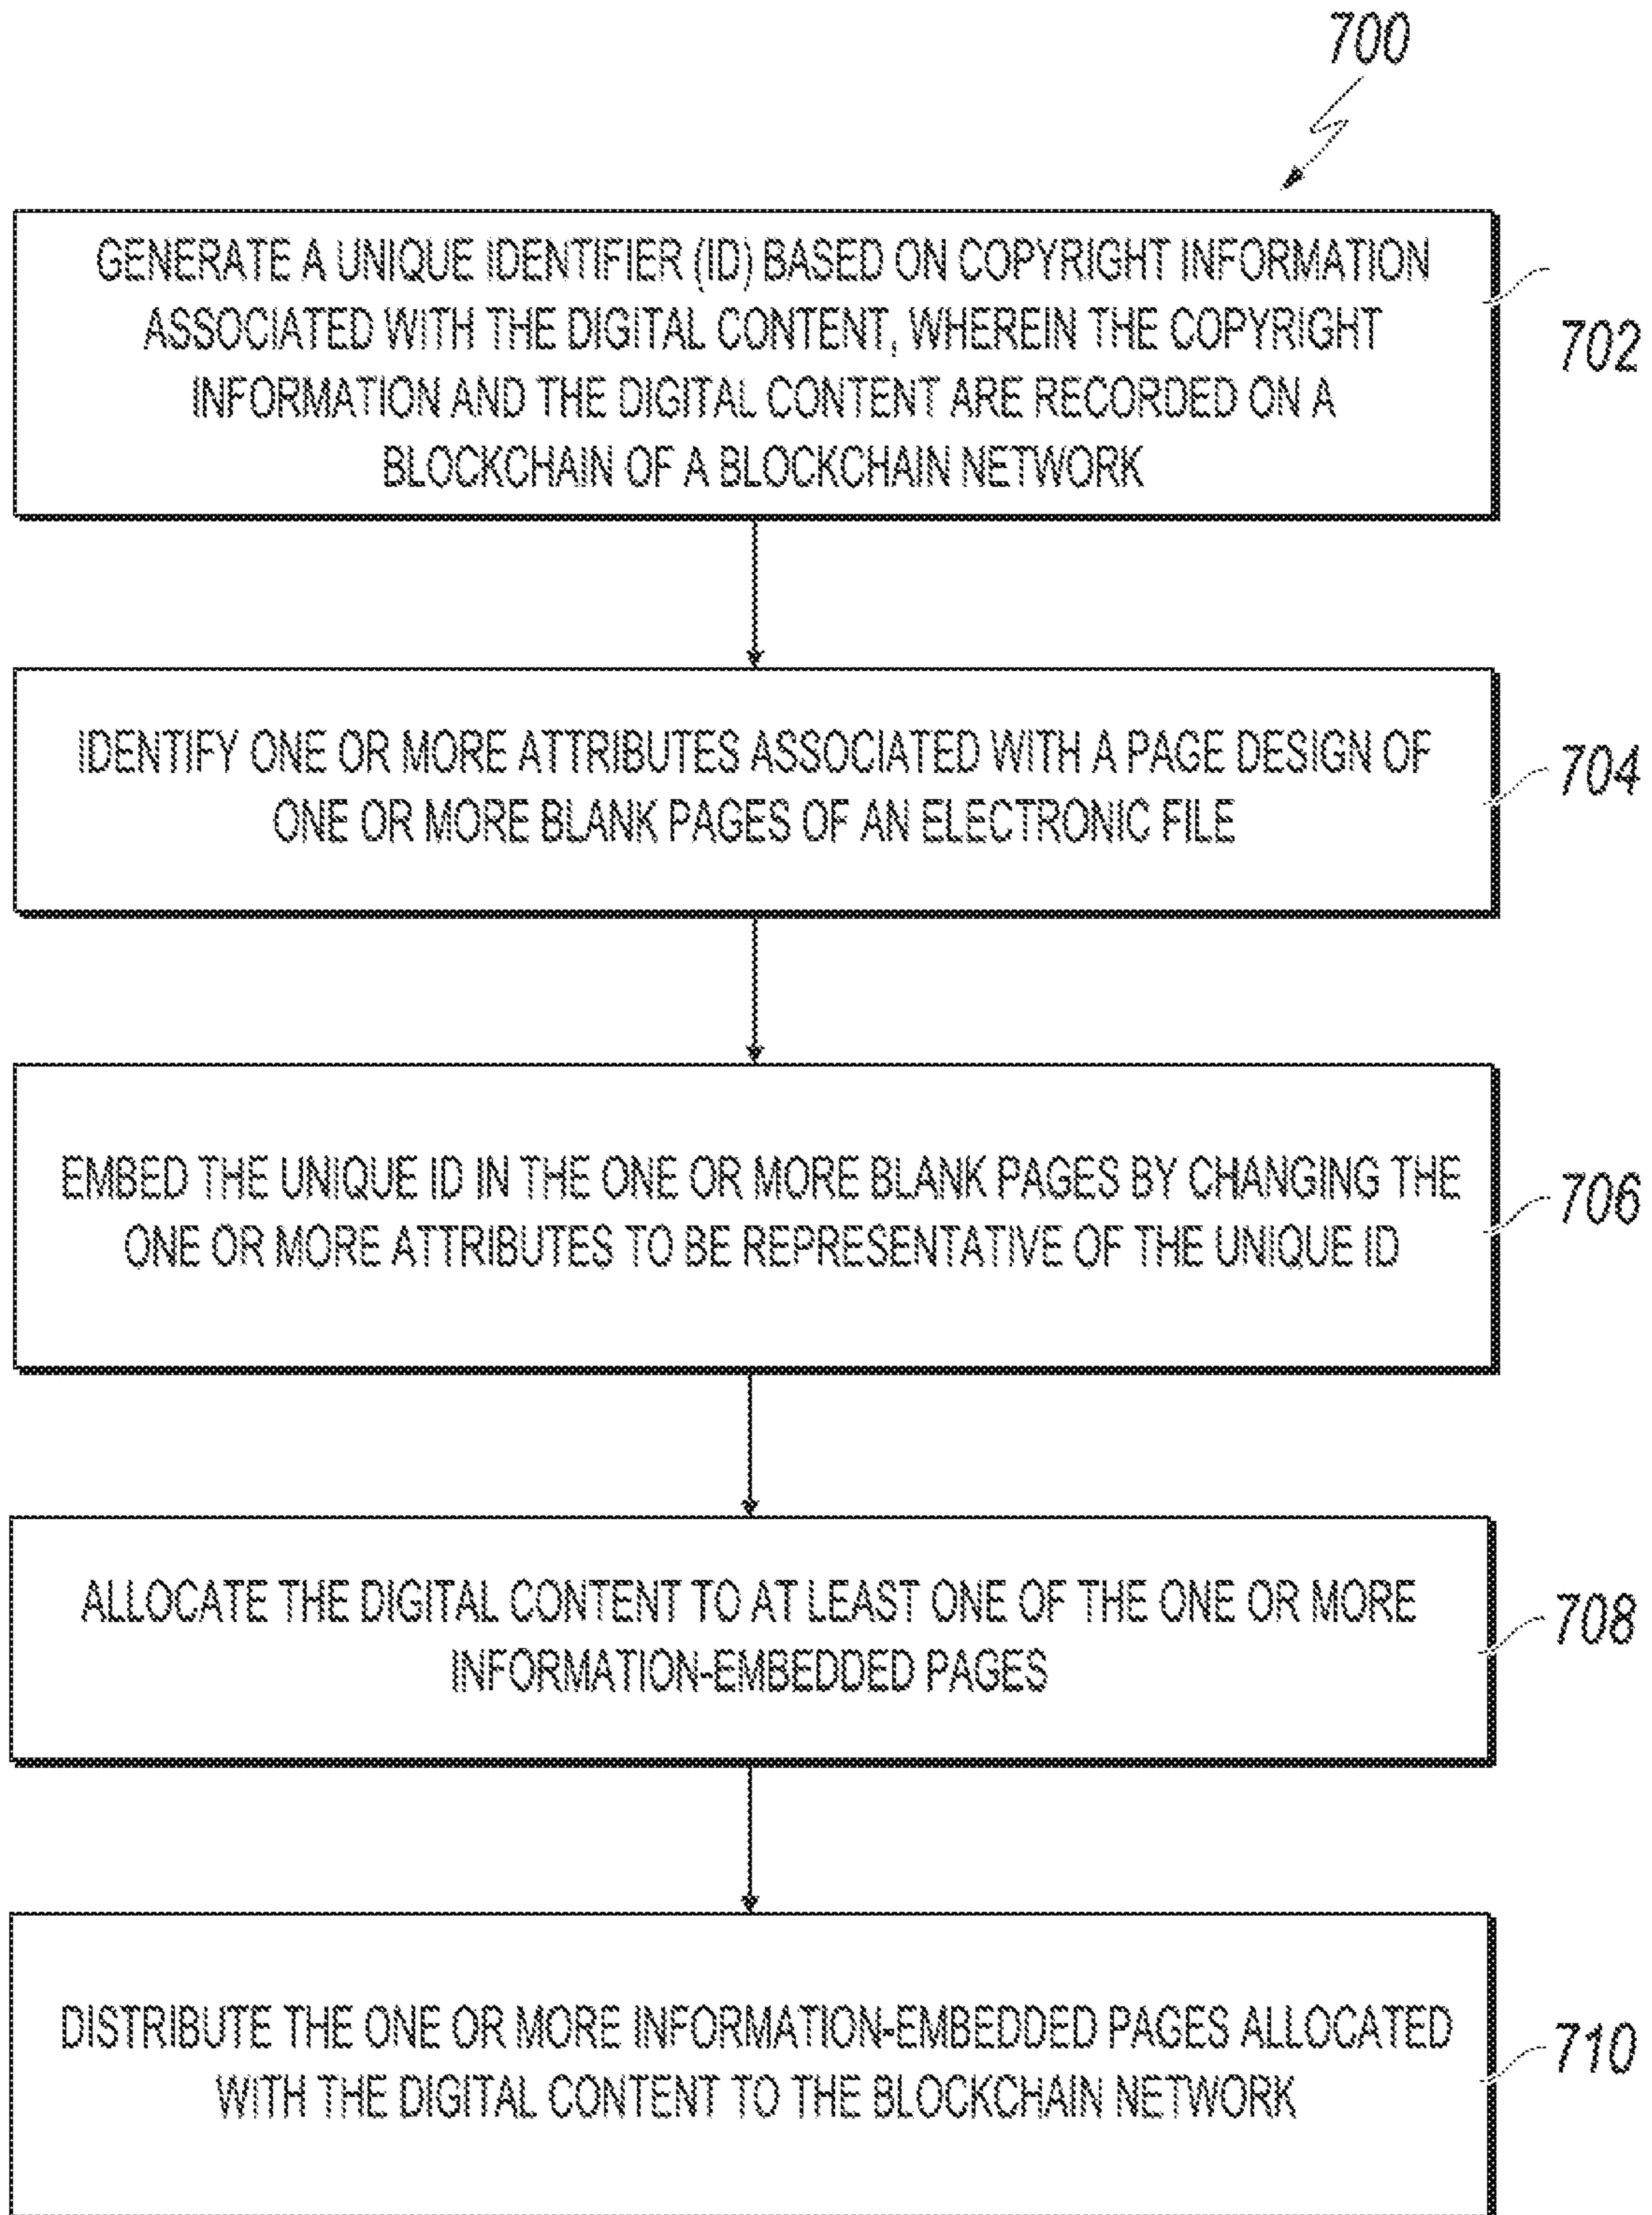 700
GENERATE A UNIQUE IDENTIFIER (ID) BASED ON COPYRIGHT INFORMATION
ASSOCIATED WITH THE DIGITAL CONTENT, WHEREIN THE COPYRIGHT
INFORMATION AND THE DIGITAL CONTENT ARE RECORDED ON A
BLOCKCHAIN OF A BLOCKCHAIN NETWORK
702
IDENTIFY ONE OR MORE ATTRIBUTES ASSOCIATED WITH A PAGE DESIGN OF
ONE OR MORE BLANK PAGES OF AN ELECTRONIC FILE
704
EMBED THE UNIQUE ID IN THE ONE OR MORE BLANK PAGES BY CHANGING THE
ONE OR MORE ATTRIBUTES TO BE REPRESENTATIVE OF THE UNIQUE ID
706
ALLOCATE THE DIGITAL CONTENT TO AT LEAST ONE OF THE ONE OR MORE
INFORMATION-EMBEDDED PAGES
708
DISTRIBUTE THE ONE OR MORE INFORMATION-EMBEDDED PAGES ALLOCATED
WITH THE DIGITAL CONTENT TO THE BLOCKCHAIN NETWORK
710